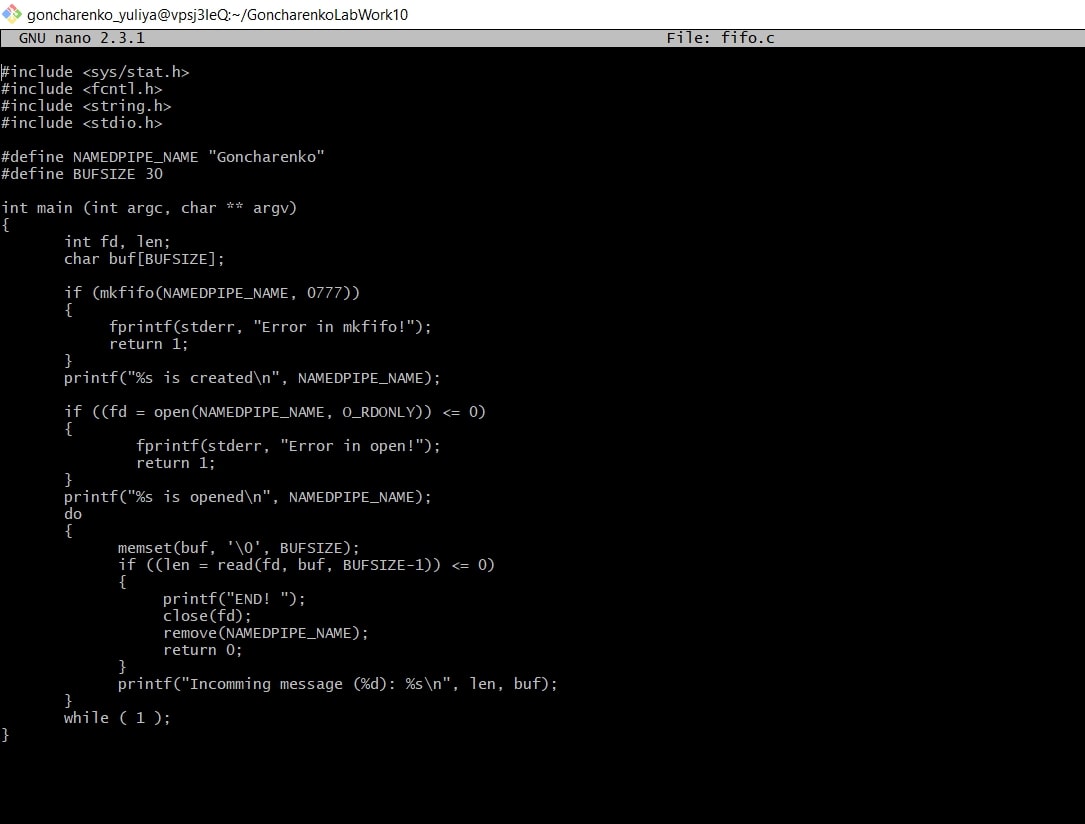 goncharenko_yuliya@vpsj3IeQ:~/GoncharenkoLabWork10
GNU nano 2.3.1 File: fifo.c
#include <sys/stat.h>
#include <fcntl.h>
#include <string.h>
#include <stdio.h>
#define NAMEDPIPE_NAME "Goncharenko"
#define BUFSIZE 30
int main (int argc, char ** argv)
{
int fd, len;
char buf[BUFSIZE];
if (mkfifo(NAMEDPIPE_NAME, 0777))
{
fprintf(stderr, "Error in mkfifo!");
return 1;
}
printf("%s is created\n", NAMEDPIPE_NAME);
if ((fd = open(NAMEDPIPE_NAME, O_RDONLY)) <= 0)
{
fprintf(stderr, "Error in open!");
return 1;
}
printf("%s is opened\n", NAMEDPIPE_NAME);
do
{
memset(buf, '\0', BUFSIZE);
if ((len = read(fd, buf, BUFSIZE-1)) <= 0)
{
printf("END! ");
close(fd);
remove(NAMEDPIPE_NAME);
return 0;
}
printf("Incomming message (%d): %s\n", len, buf);
}
while ( 1 );
}